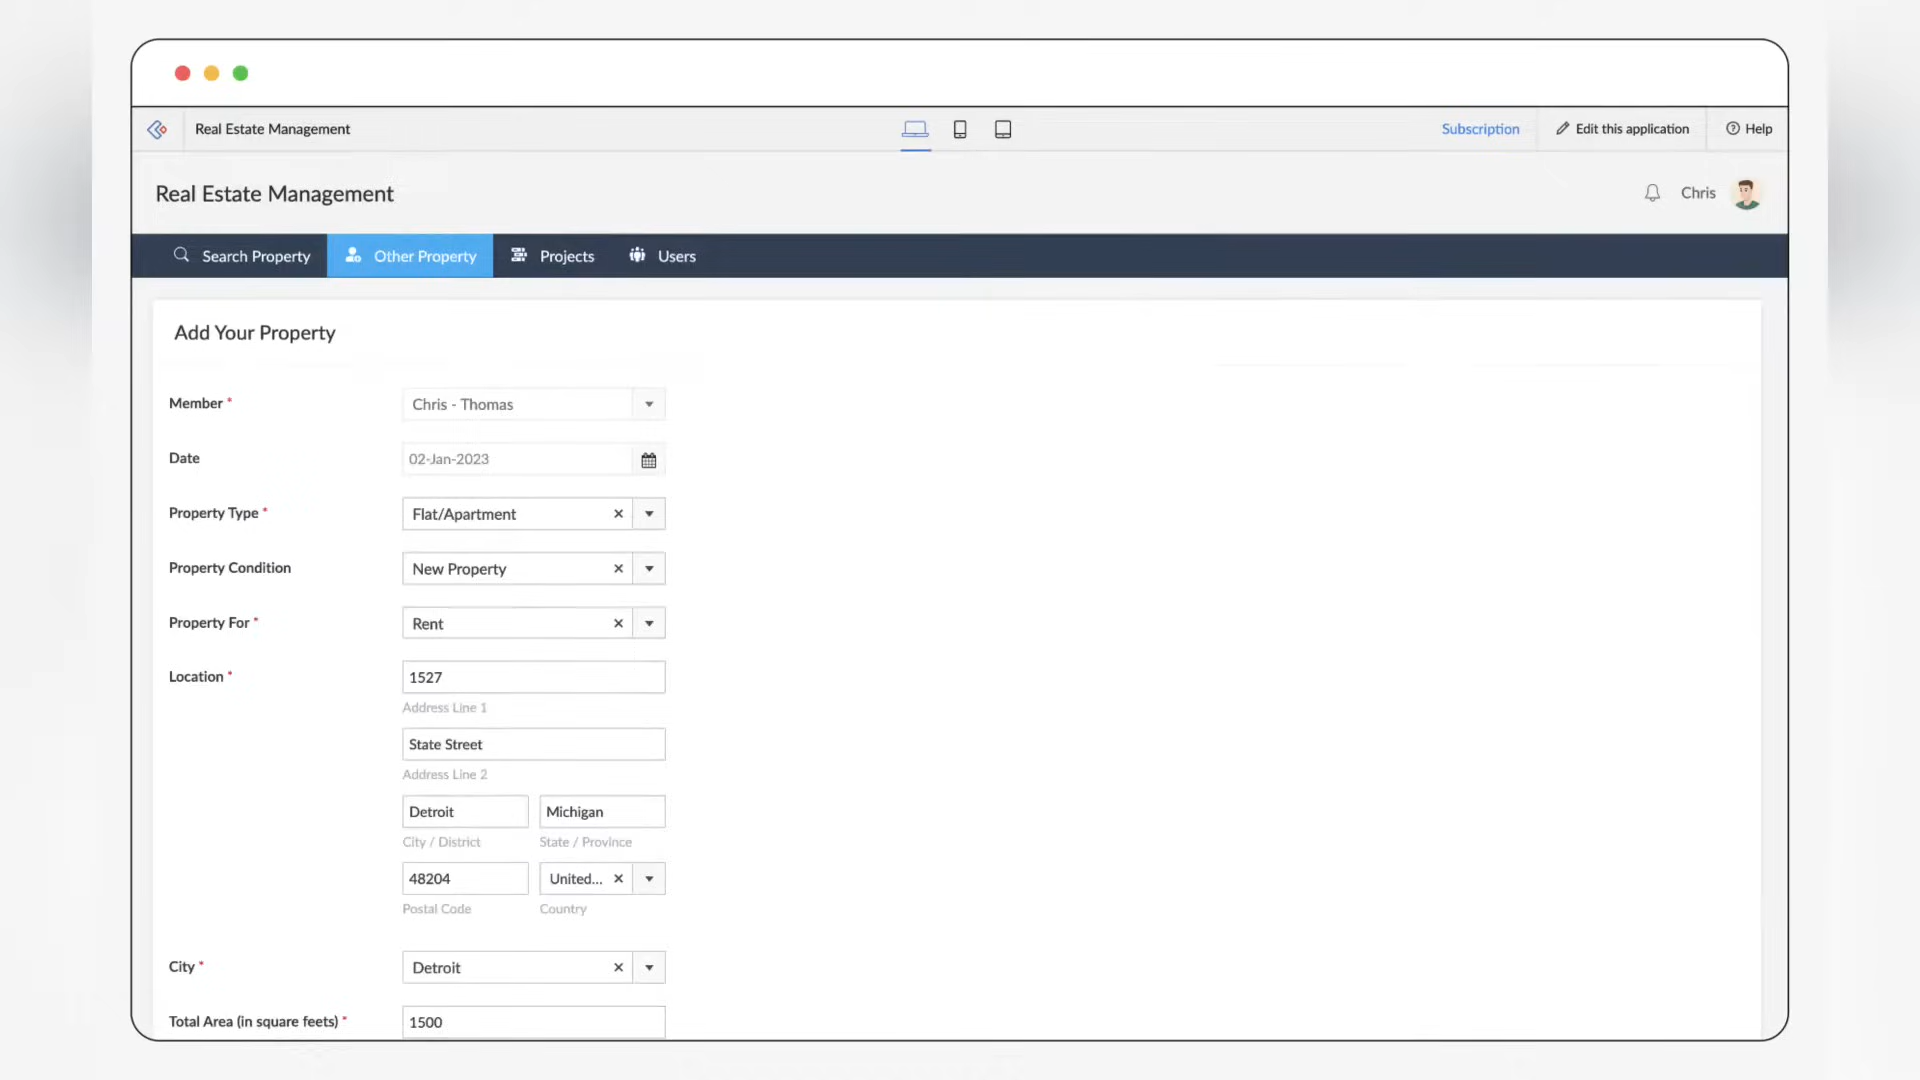 Real Estate Management
Subscription
Edit this application
Help
Real Estate Management
Chris
Search Property
Other Property
Projects
Users
Add Your Property
Member *
Chris - Thomas
Date
02-Jan-2023
Property Type *
Flat/Apartment
Property Condition
New Property
Property For *
Rent
Location *
1527
Address Line 1
State Street
Address Line 2
Detroit
Michigan
City / District
State / Province
48204
United...
Postal Code
Country
City *
Detroit
Total Area (in square feets) *
1500